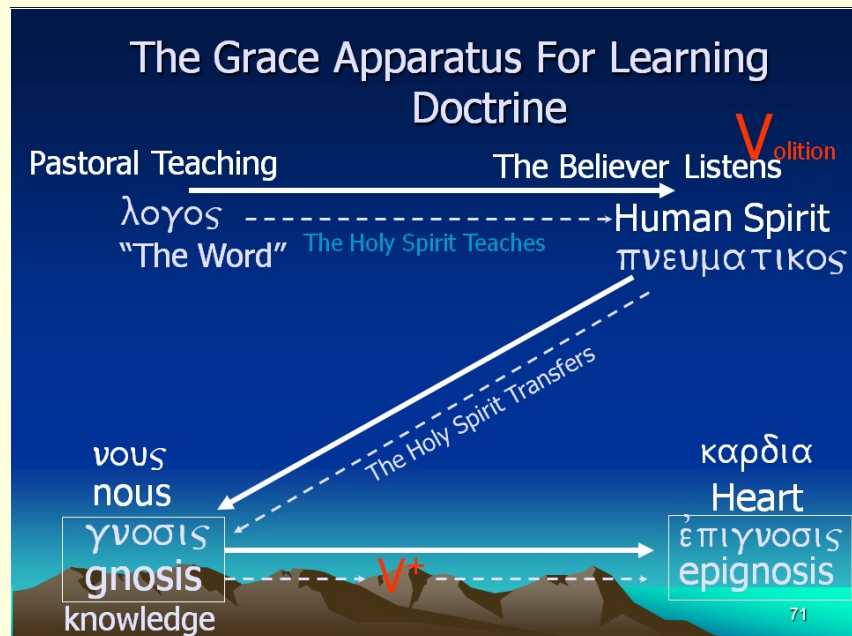 The Grace Apparatus For Learning
Doctrine
Volition
Pastoral Teaching
The Believer Listens
λογος
Human Spirit
“The Word”
The Holy Spirit Teaches
πνευματικος
The Holy Spirit Transfers
νους
nous
γνοσις
gnosis
knowledge
V+
καρδια
Heart
ἐπιγνοσις
epignosis
71